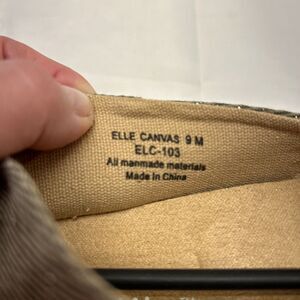 ELLE CANVAS 9 M
ELC-103
All manmade materials
Made in China